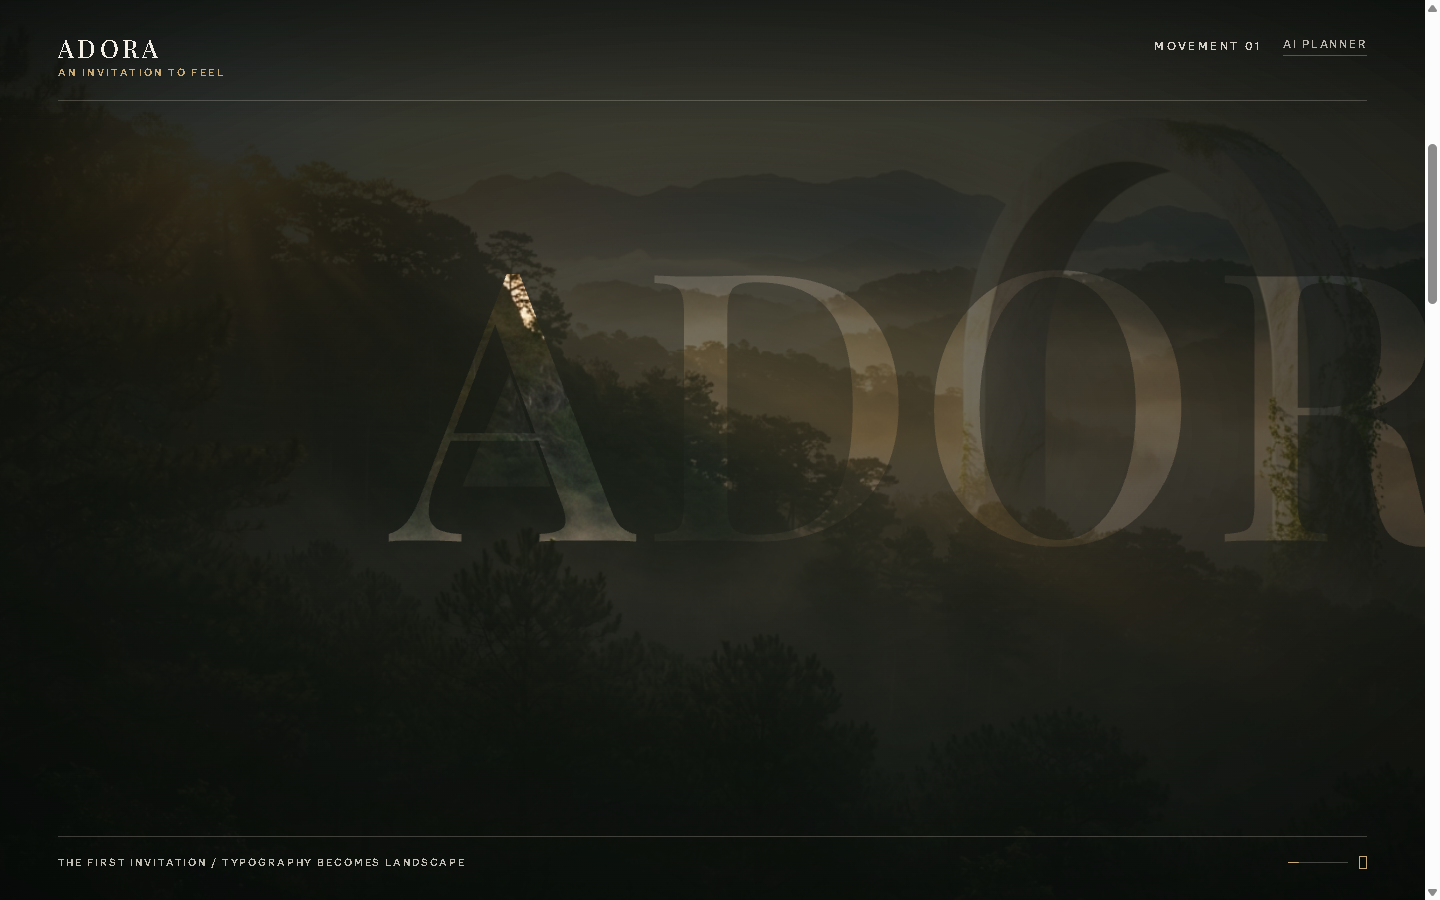 ADORA
AN INVITATION TO FEEL
MOVEMENT 01
AI PLANNER
ADOR
THE FIRST INVITATION / TYPOGRAPHY BECOMES LANDSCAPE